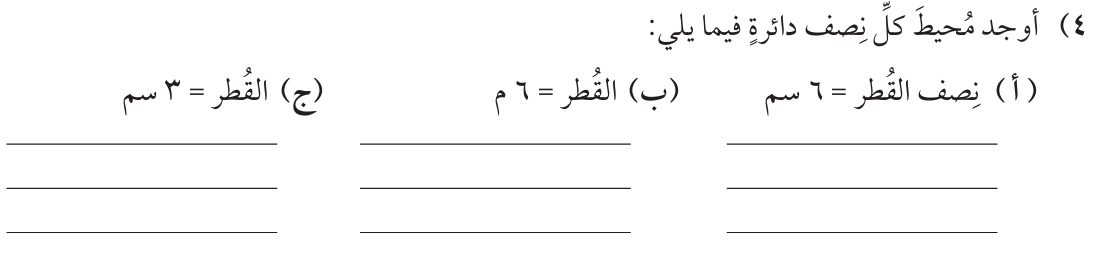 ٤) أوجد مُحيطَ كلِّ نِصف دائرةٍ فيما يلي:
(أ) نِصف القُطر = ٦ سم (ب) القُطر = ٦ م (ج) القُطر = ٣ سم